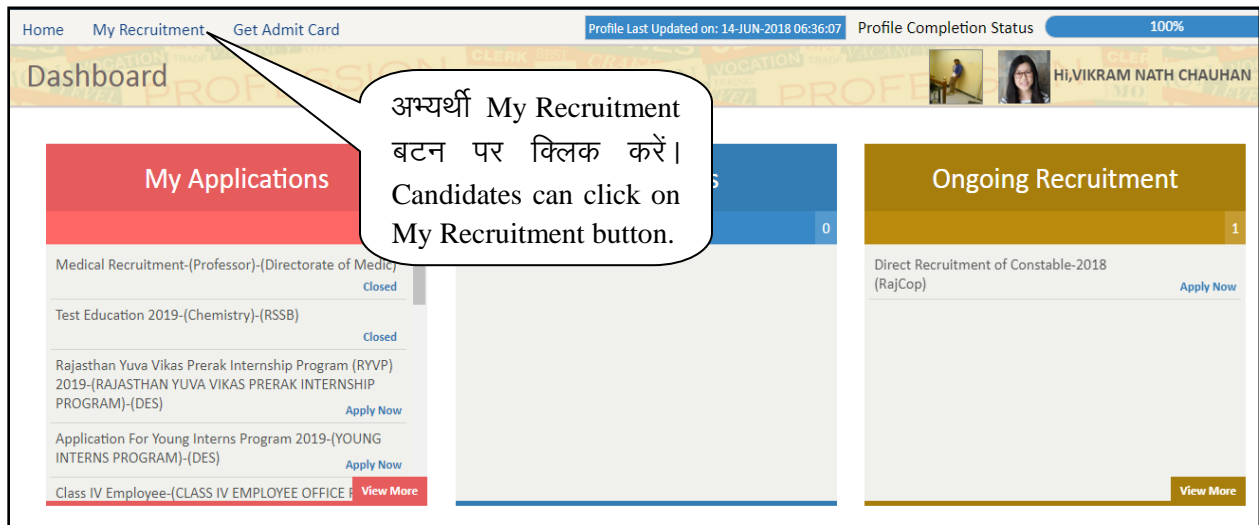 Home My Recruitment Get Admit Card Profile Last Updated on: 14-JUN-2018 06:36:07 Profile Completion Status 100%
Dashboard
Hi,VIKRAM NATH CHAUHAN
अभ्यर्थी My Recruitment
बटन पर क्लिक करें।
Candidates can click on
My Recruitment button.
My Applications
Medical Recruitment-(Professor)-(Directorate of Medic)
Closed
Test Education 2019-(Chemistry)-(RSSB)
Closed
Rajasthan Yuva Vikas Prerak Internship Program (RYVP)
2019-(RAJASTHAN YUVA VIKAS PRERAK INTERNSHIP
PROGRAM)-(DES)
Apply Now
Application For Young Interns Program 2019-(YOUNG
INTERNS PROGRAM)-(DES)
Apply Now
Class IV Employee-(CLASS IV EMPLOYEE OFFICE
View More
0
Ongoing Recruitment
1
Direct Recruitment of Constable-2018
(RajCop)
Apply Now
View More